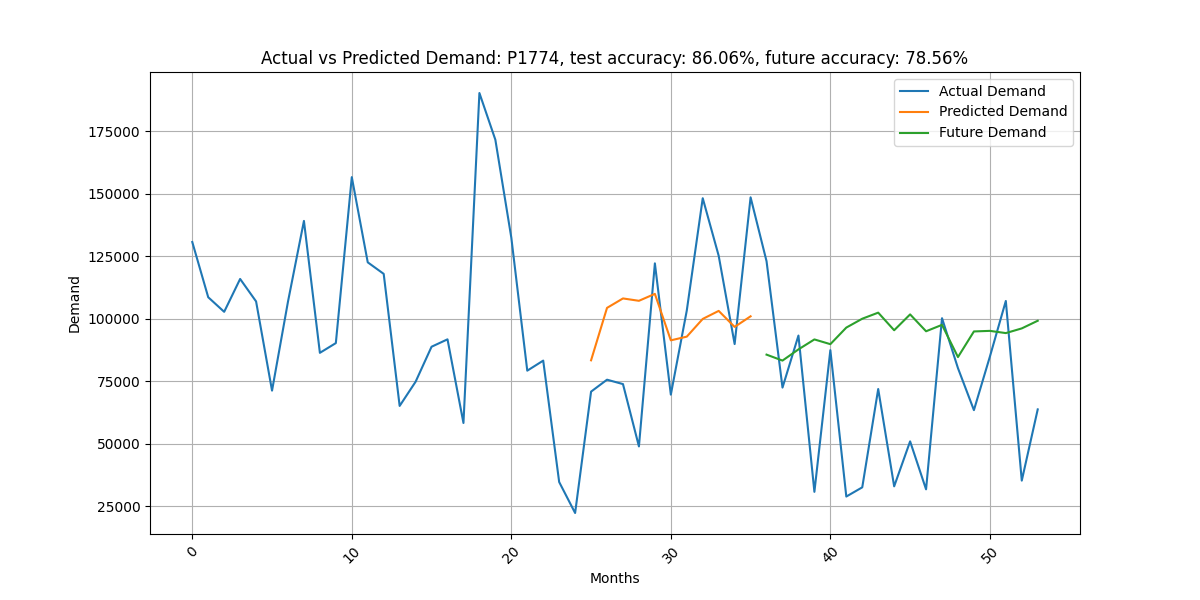 Actual vs Predicted Demand: P1774, test accuracy: 86.06%, future accuracy: 78.56%
Actual Demand
Predicted Demand
Future Demand
175000
150000
125000
100000
75000
50000
25000
Demand
0
10
20
30
40
50
Months